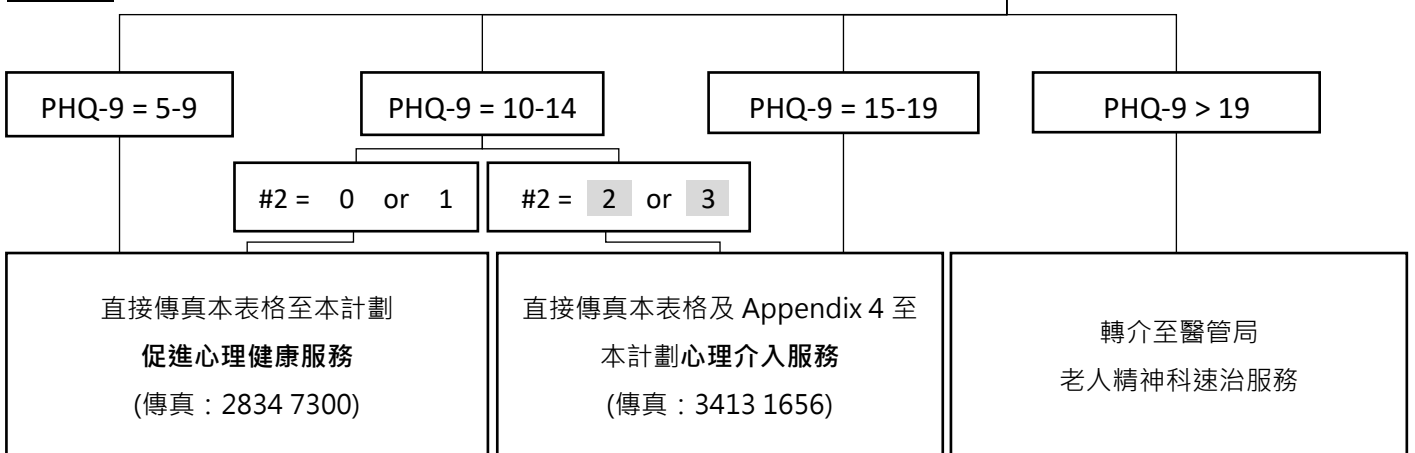 PHQ-9 = 5-9
PHQ-9 = 10-14
PHQ-9 = 15-19
PHQ-9 > 19
#2 = 0 or 1
#2 = 2 or 3
直接傳真本表格至本計劃
促進心理健康服務
(傳真：2834 7300)
直接傳真本表格及 Appendix 4 至
本計劃心理介入服務
(傳真：3413 1656)
轉介至醫管局
老人精神科速治服務